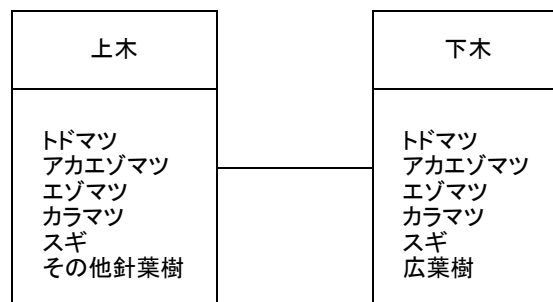 上木
トドマツ
アカエゾマツ
エゾマツ
カラマツ
スギ
その他針葉樹
下木
トドマツ
アカエゾマツ
エゾマツ
カラマツ
スギ
広葉樹